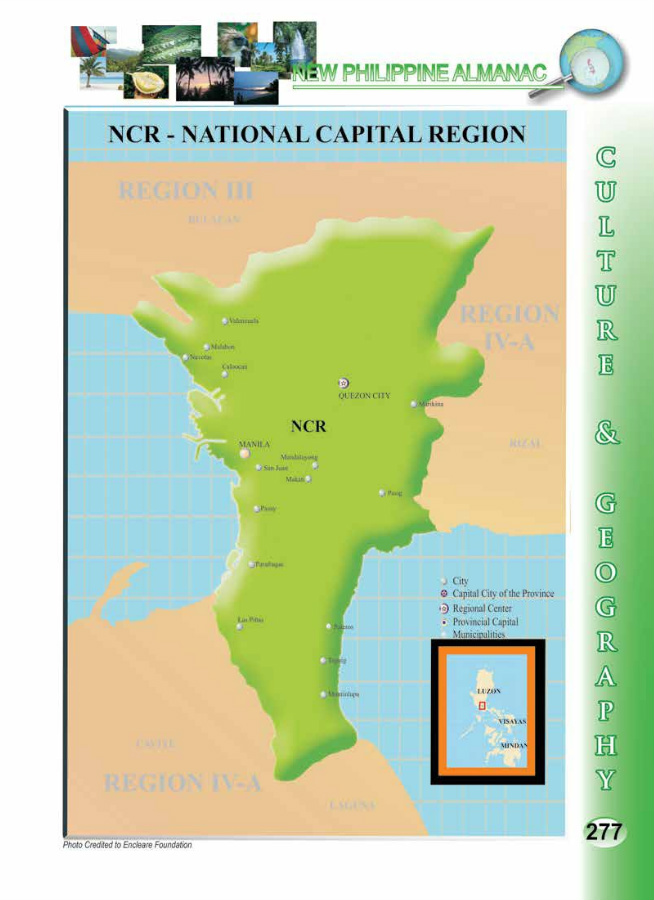 NEW PHILIPPINE ALMANAC
NCR - NATIONAL CAPITAL REGION
REGION III
BULACAN
REGION
IV-A
RIZAL
Valenzuela
Malabon
Navotas
Caloocan
QUEZON CITY
Marikina
NCR
MANILA
Mandaluyong
San Juan
Makati
Pasig
Pasay
Parañaque
Las Piñas
Pateros
Taguig
Muntinlupa
City
Capital City of the Province
Regional Center
Provincial Capital
Municipalities
LUZON
VISAYAS
MINDAN
CAVITE
REGION IV-A
LAGUNA
CULTURE & GEOGRAPHY
277
Photo Credited to Encleare Foundation